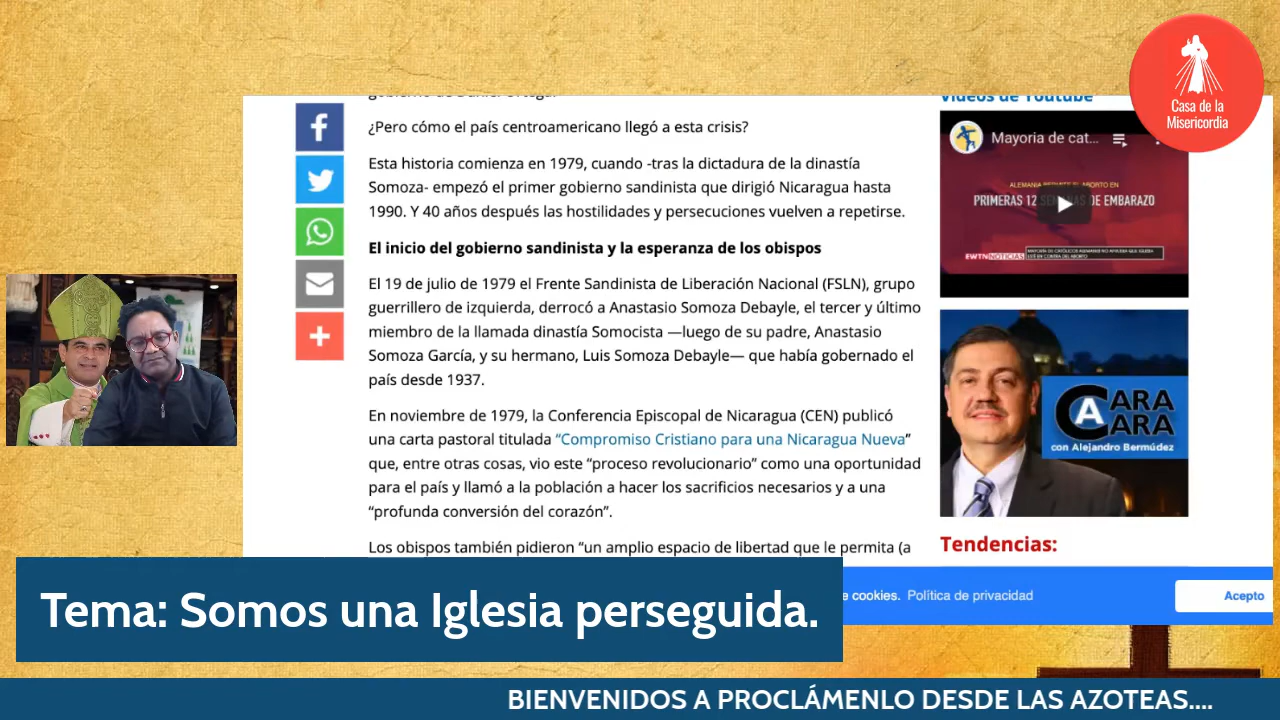 Casa de la
Misericordia
gobierno de Daniel Ortega.
¿Pero cómo el país centroamericano llegó a esta crisis?
Esta historia comienza en 1979, cuando -tras la dictadura de la dinastía
Somoza- empezó el primer gobierno sandinista que dirigió Nicaragua hasta
1990. Y 40 años después las hostilidades y persecuciones vuelven a repetirse.
El inicio del gobierno sandinista y la esperanza de los obispos
El 19 de julio de 1979 el Frente Sandinista de Liberación Nacional (FSLN), grupo
guerrillero de izquierda, derrocó a Anastasio Somoza Debayle, el tercer y último
miembro de la llamada dinastía Somocista —luego de su padre, Anastasio
Somoza García, y su hermano, Luis Somoza Debayle— que había gobernado el
país desde 1937.
En noviembre de 1979, la Conferencia Episcopal de Nicaragua (CEN) publicó
una carta pastoral titulada “Compromiso Cristiano para una Nicaragua Nueva”
que, entre otras cosas, vio este “proceso revolucionario” como una oportunidad
para el país y llamó a la población a hacer los sacrificios necesarios y a una
“profunda conversión del corazón”.
Los obispos también pidieron “un amplio espacio de libertad que le permita (a
Videos de Youtube
Mayoria de cat...
ALEMANIA PERMITE EL ABORTO EN
PRIMERAS 12 SEMANAS DE EMBARAZO
EWTN NOTICIAS
CARA
A CARA
con Alejandro Bermúdez
Tendencias:
e cookies. Política de privacidad
Acepto
Tema: Somos una Iglesia perseguida.
BIENVENIDOS A PROCLÁMENLO DESDE LAS AZOTEAS....